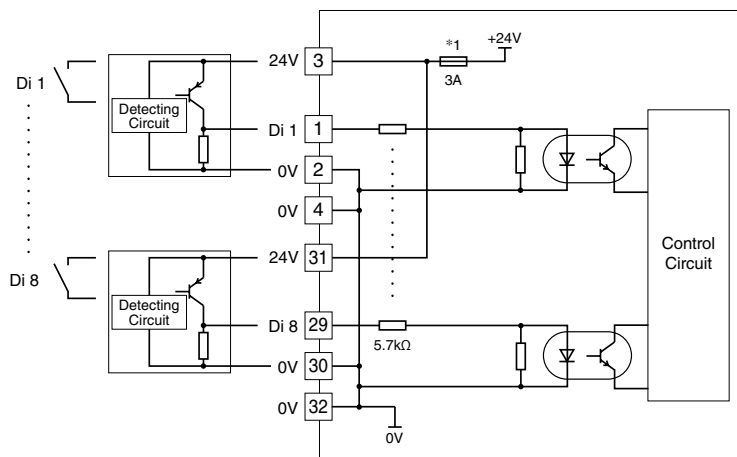 24V 3 *1 +24V
3A
Di 1
Detecting
Circuit
Di 1 1
0V 2
0V 4
Control
Circuit
24V 31
Di 8
Detecting
Circuit
Di 8 29
5.7kΩ
0V 30
0V 32
0V